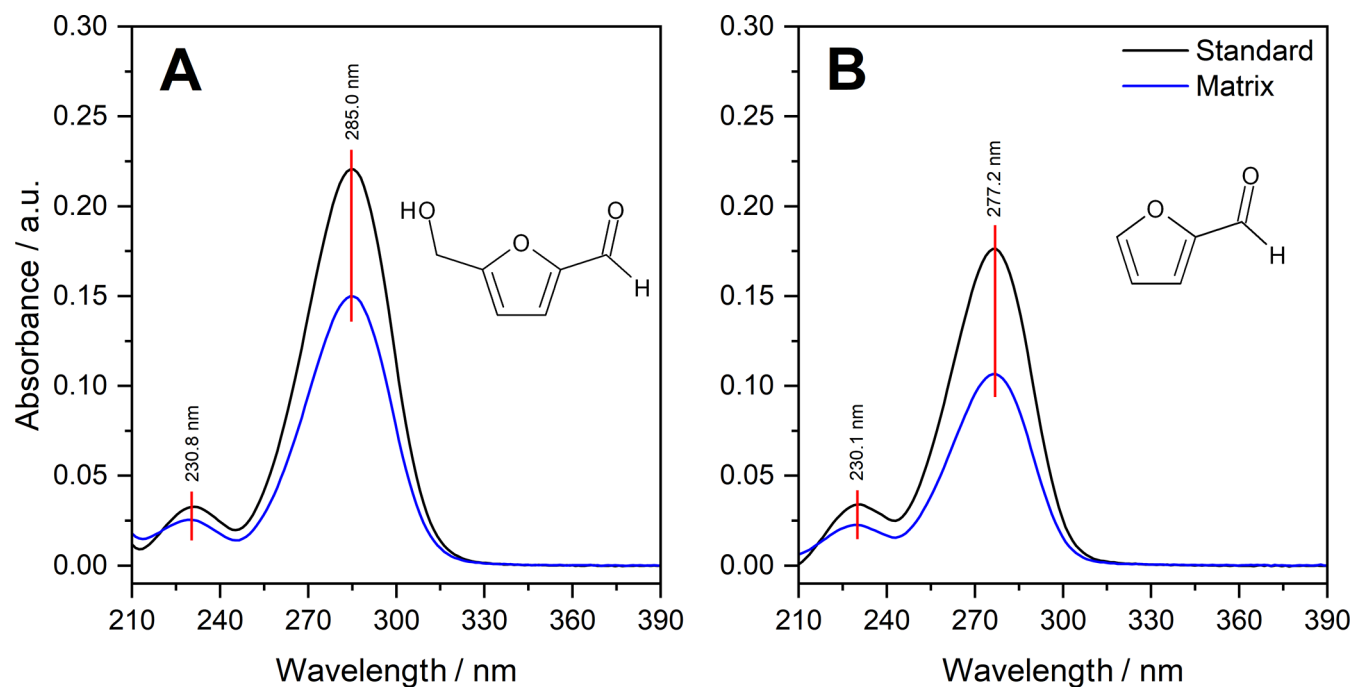 A
0.30
0.25
0.20
0.15
0.10
0.05
0.00
Absorbance / a.u.
230.8 nm
285.0 nm
HO
O
O
H
210 240 270 300 330 360 390
Wavelength / nm
B
Standard
Matrix
0.30
0.25
0.20
0.15
0.10
0.05
0.00
230.1 nm
277.2 nm
O
O
H
210 240 270 300 330 360 390
Wavelength / nm